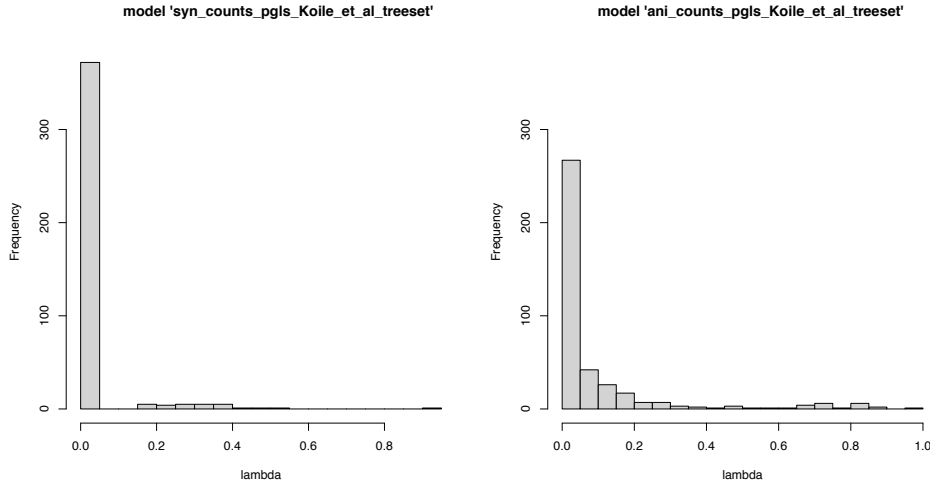 model 'syn_counts_pgls_Koile_et_al_treeset'
Frequency
300
200
100
0
0.0 0.2 0.4 0.6 0.8
lambda
model 'ani_counts_pgls_Koile_et_al_treeset'
Frequency
300
200
100
0
0.0 0.2 0.4 0.6 0.8 1.0
lambda